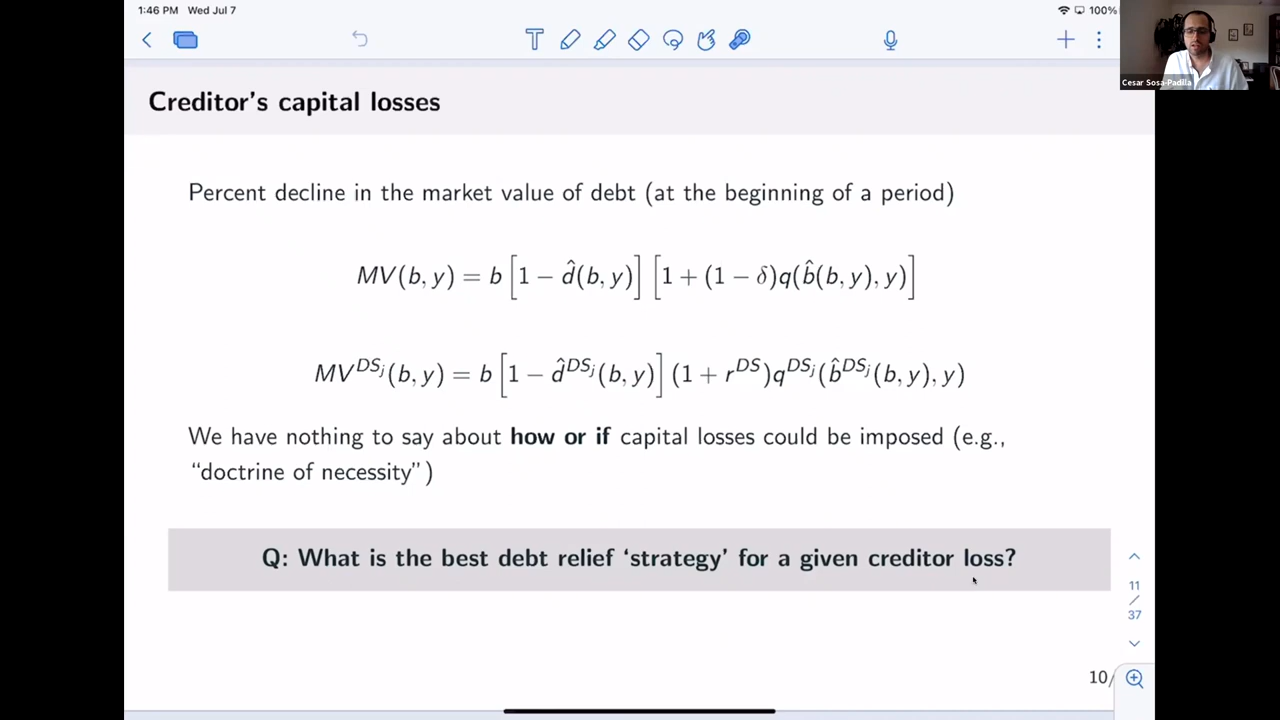 1:46 PM Wed Jul 7
100%
Cesar Sosa-Padilla
Creditor's capital losses
Percent decline in the market value of debt (at the beginning of a period)
MV(b, y) = b [1 − d̂(b, y)] [1 + (1 − δ)q(b̂(b, y), y)]
MV^{DS_j}(b, y) = b [1 − d̂^{DS_j}(b, y)] (1 + r^{DS})q^{DS_j}(b̂^{DS_j}(b, y), y)
We have nothing to say about how or if capital losses could be imposed (e.g.,
“doctrine of necessity”)
Q: What is the best debt relief ‘strategy’ for a given creditor loss?
11
/
37
10/